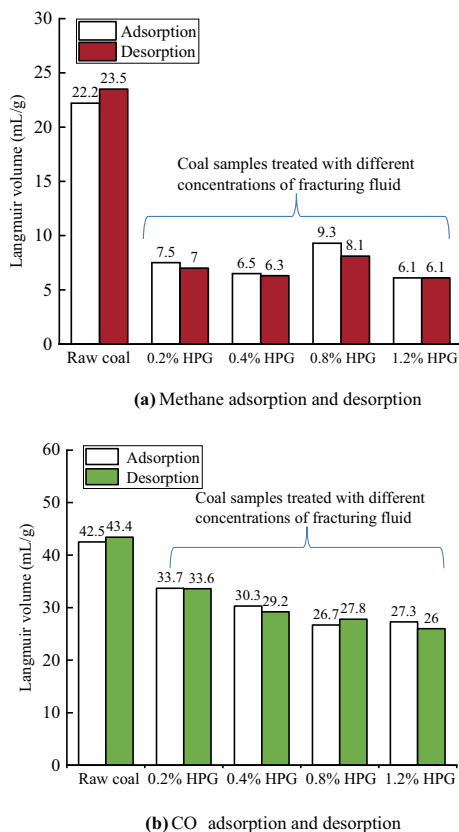 30
25
20
15
10
5
0
Langmuir volume (mL/g)
Adsorption
Desorption
22.2
23.5
Coal samples treated with different
concentrations of fracturing fluid
7.5
7
6.5
6.3
9.3
8.1
6.1
6.1
Raw coal
0.2% HPG
0.4% HPG
0.8% HPG
1.2% HPG
(a) Methane adsorption and desorption
60
50
40
30
20
10
0
Langmuir volume (mL/g)
Adsorption
Desorption
Coal samples treated with different
concentrations of fracturing fluid
42.5
43.4
33.7
33.6
30.3
29.2
26.7
27.8
27.3
26
Raw coal
0.2% HPG
0.4% HPG
0.8% HPG
1.2% HPG
(b) CO adsorption and desorption